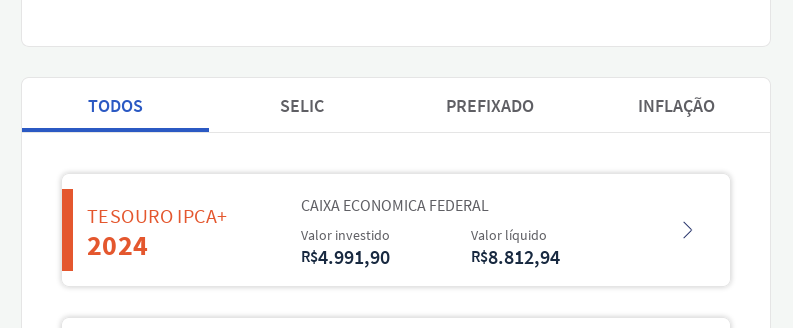 TODOS SELIC PREFIXADO INFLAÇÃO
TESOURO IPCA+
2024
CAIXA ECONOMICA FEDERAL
Valor investido Valor líquido
R$4.991,90 R$8.812,94